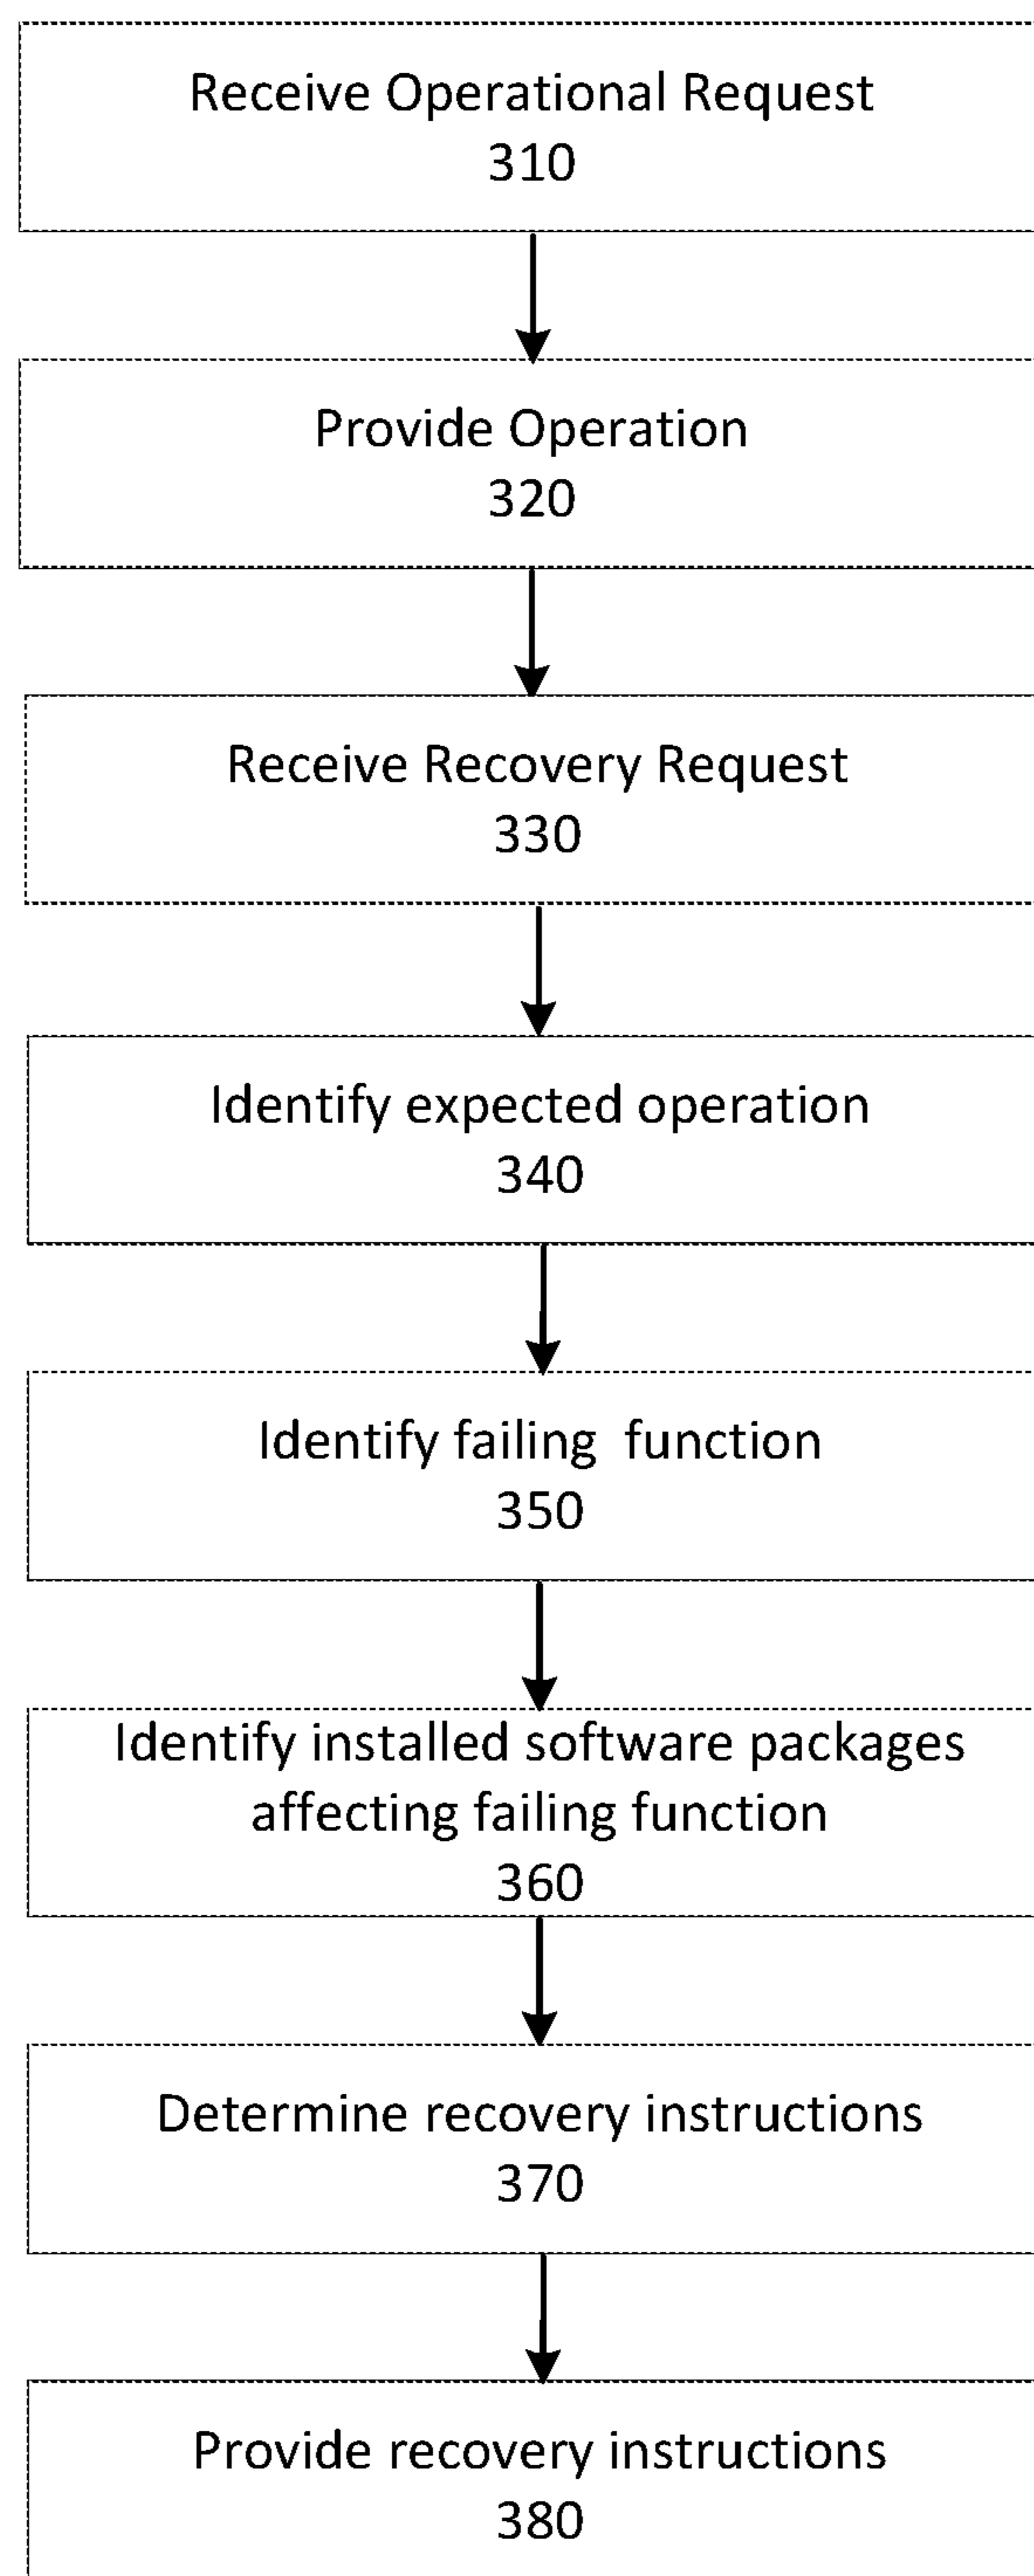 Receive Operational Request
310
Provide Operation
320
Receive Recovery Request
330
Identify expected operation
340
Identify failing function
350
Identify installed software packages
affecting failing function
360
Determine recovery instructions
370
Provide recovery instructions
380